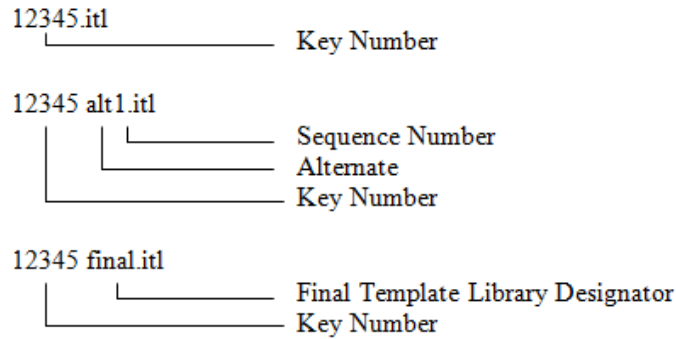 12345.itl
Key Number
12345 alt1.itl
Sequence Number
Alternate
Key Number
12345 final.itl
Final Template Library Designator
Key Number